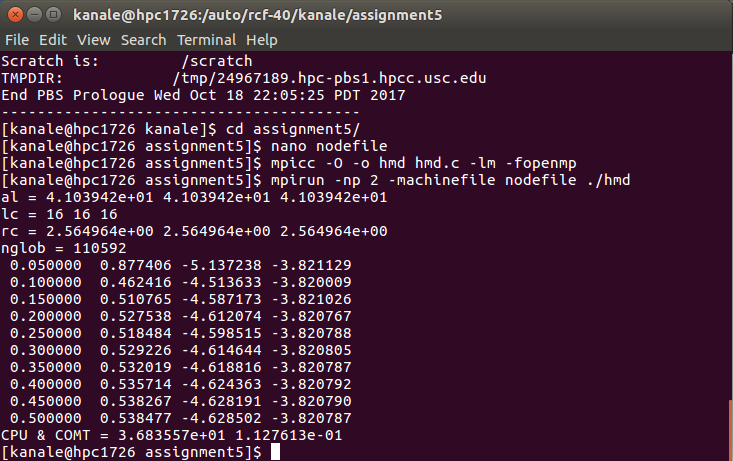 kanale@hpc1726:/auto/rcf-40/kanale/assignment5
File Edit View Search Terminal Help
Scratch is: /scratch
TMPDIR: /tmp/24967189.hpc-pbs1.hpcc.usc.edu
End PBS Prologue Wed Oct 18 22:05:25 PDT 2017
----------------------------------------
[kanale@hpc1726 kanale]$ cd assignment5/
[kanale@hpc1726 assignment5]$ nano nodefile
[kanale@hpc1726 assignment5]$ mpicc -O -o hmd hmd.c -lm -fopenmp
[kanale@hpc1726 assignment5]$ mpirun -np 2 -machinefile nodefile ./hmd
al = 4.103942e+01 4.103942e+01 4.103942e+01
lc = 16 16 16
rc = 2.564964e+00 2.564964e+00 2.564964e+00
nglob = 110592
0.050000 0.877406 -5.137238 -3.821129
0.100000 0.462416 -4.513633 -3.820009
0.150000 0.510765 -4.587173 -3.821026
0.200000 0.527538 -4.612074 -3.820767
0.250000 0.518484 -4.598515 -3.820788
0.300000 0.529226 -4.614644 -3.820805
0.350000 0.532019 -4.618816 -3.820787
0.400000 0.535714 -4.624363 -3.820792
0.450000 0.538267 -4.628191 -3.820790
0.500000 0.538477 -4.628502 -3.820787
CPU & COMT = 3.683557e+01 1.127613e-01
[kanale@hpc1726 assignment5]$